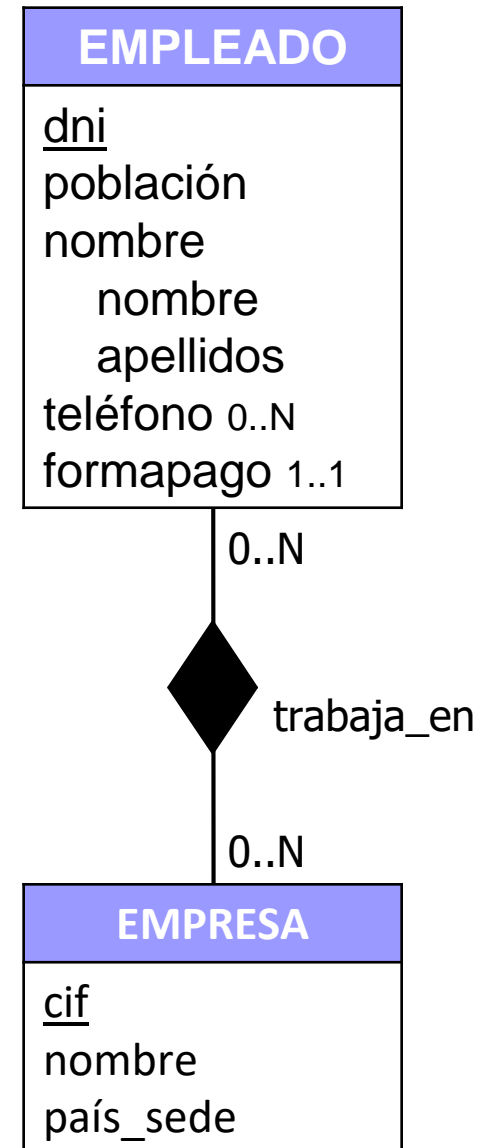 EMPLEADO
dni
población
nombre
nombre
apellidos
teléfono 0..N
formapago 1..1
0..N
trabaja_en
0..N
EMPRESA
cif
nombre
país_sede